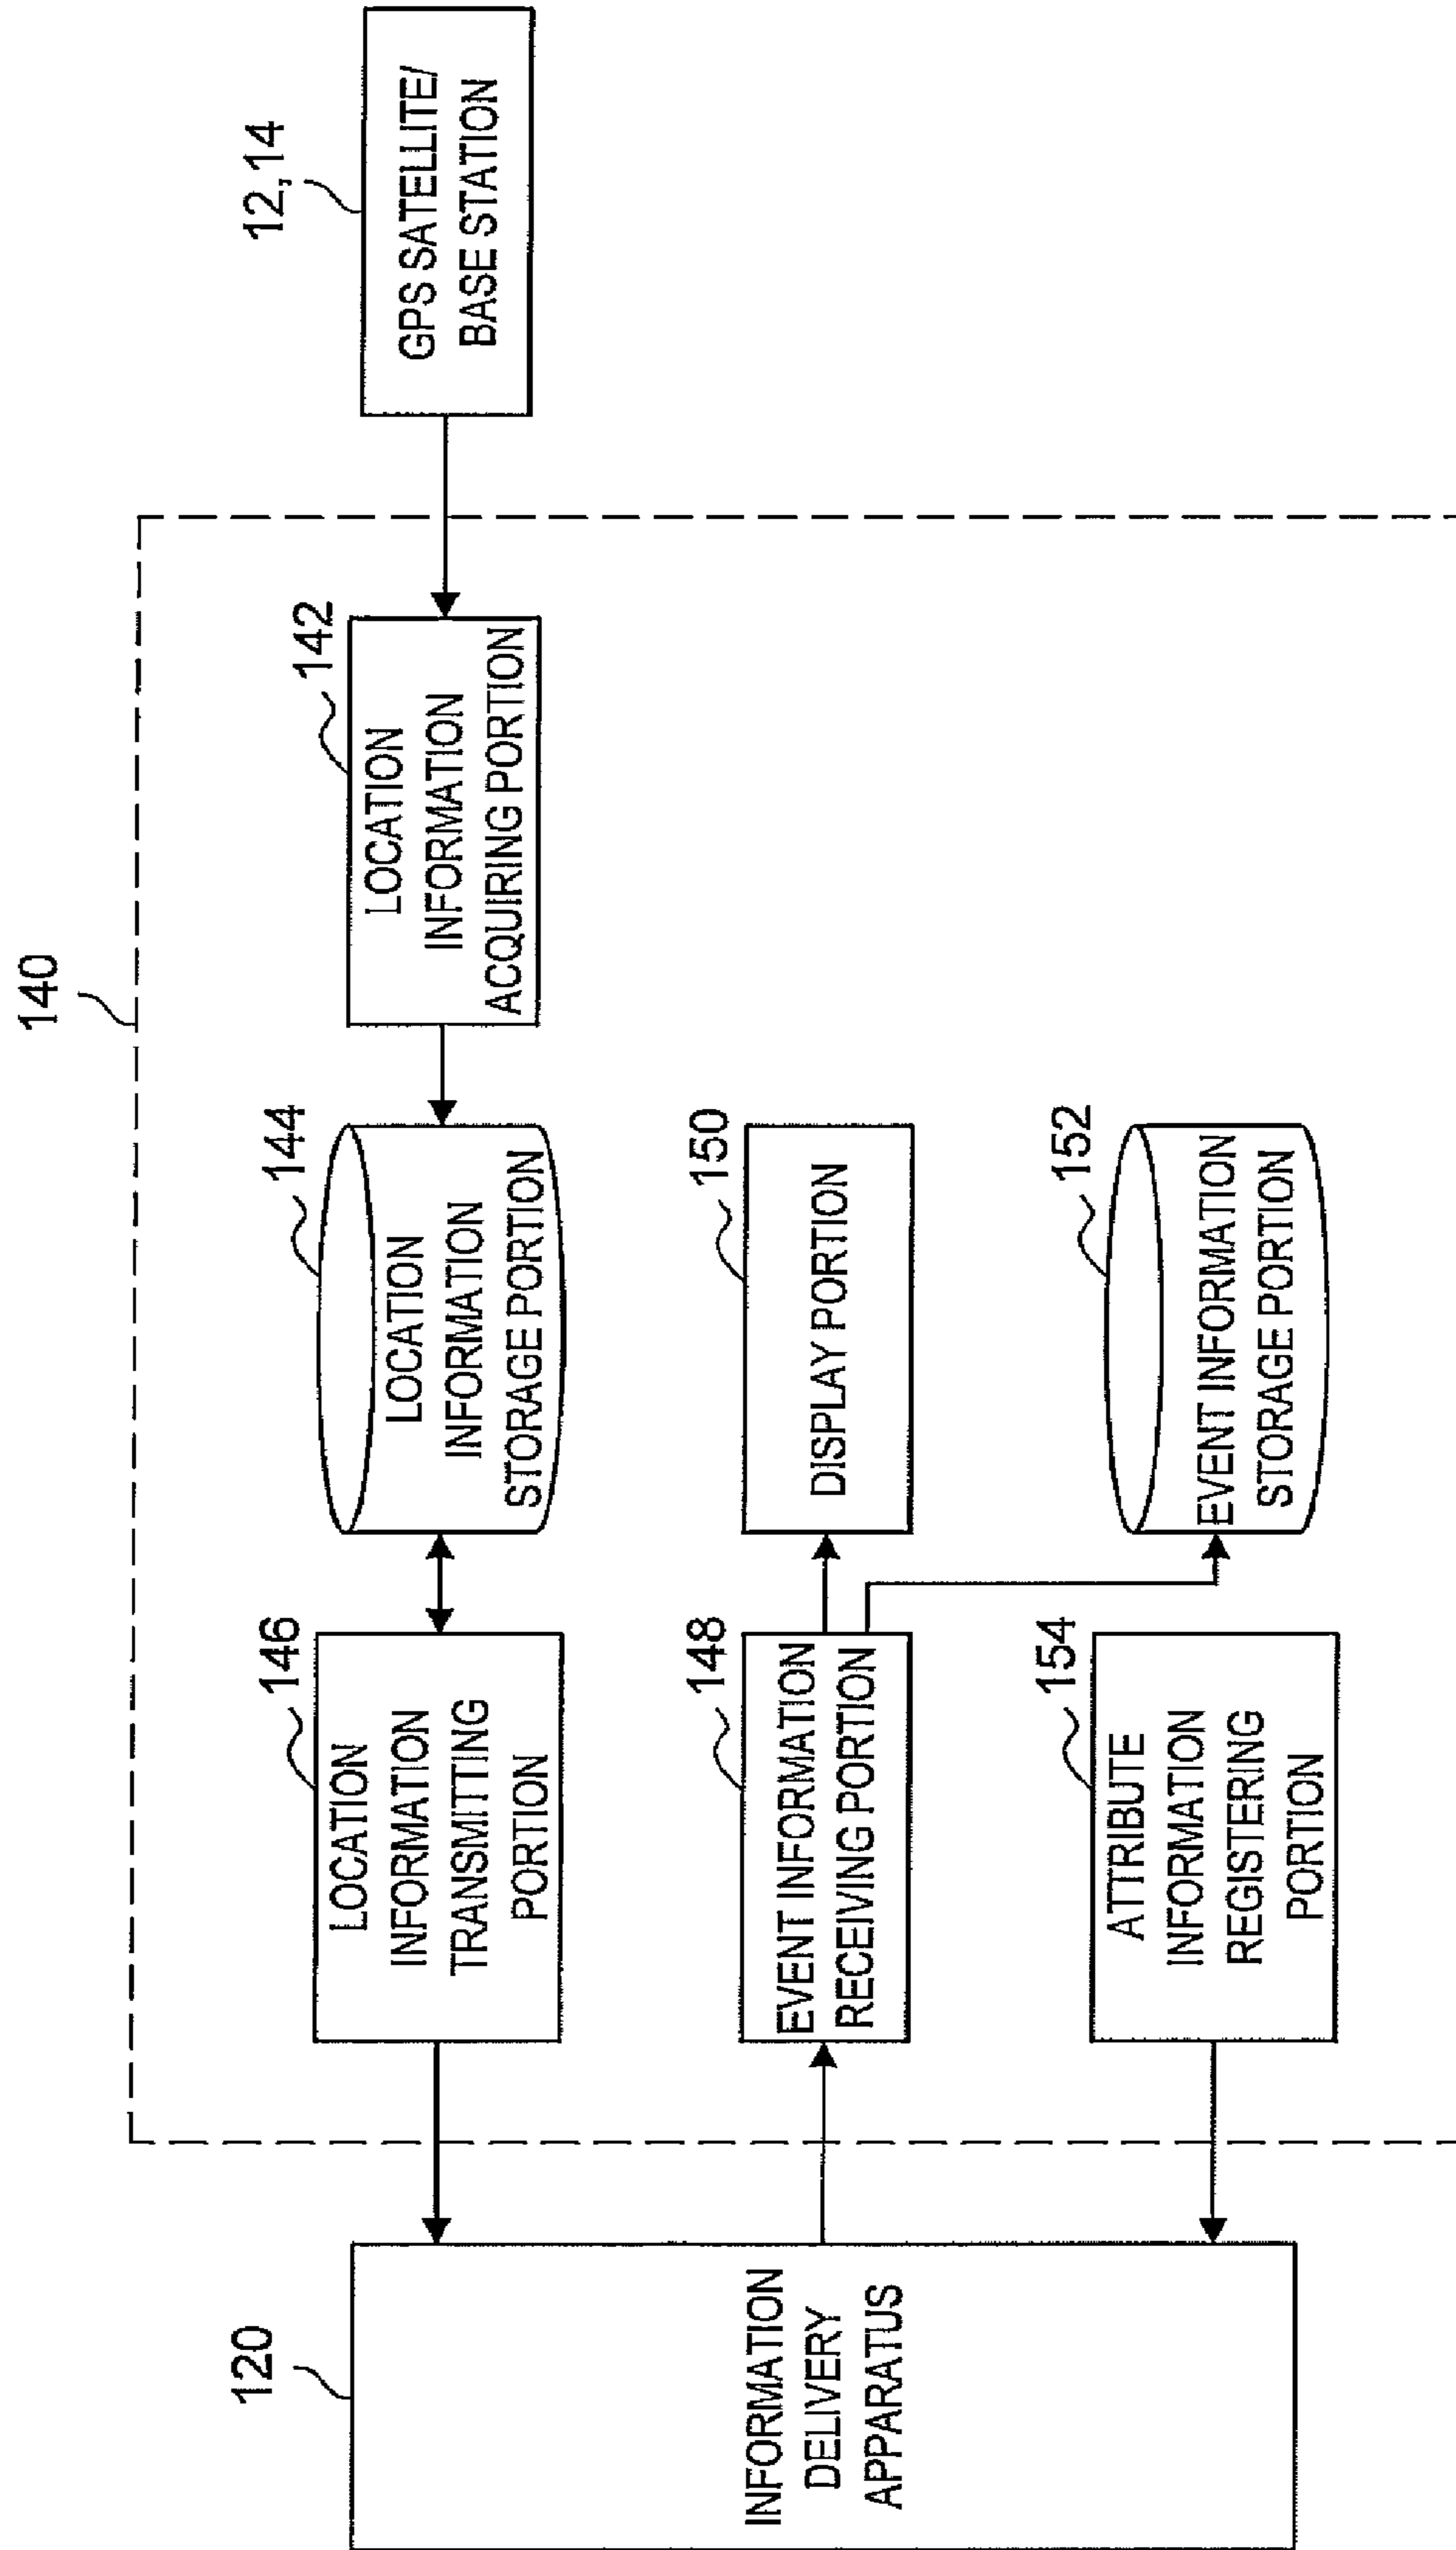 140
120
INFORMATION
DELIVERY
APPARATUS
146
LOCATION
INFORMATION
TRANSMITTING
PORTION
144
LOCATION
INFORMATION
STORAGE PORTION
142
LOCATION
INFORMATION
ACQUIRING PORTION
12,14
GPS SATELLITE/
BASE STATION
148
EVENT INFORMATION
RECEIVING PORTION
150
DISPLAY PORTION
154
ATTRIBUTE
INFORMATION
REGISTERING
PORTION
152
EVENT INFORMATION
STORAGE PORTION